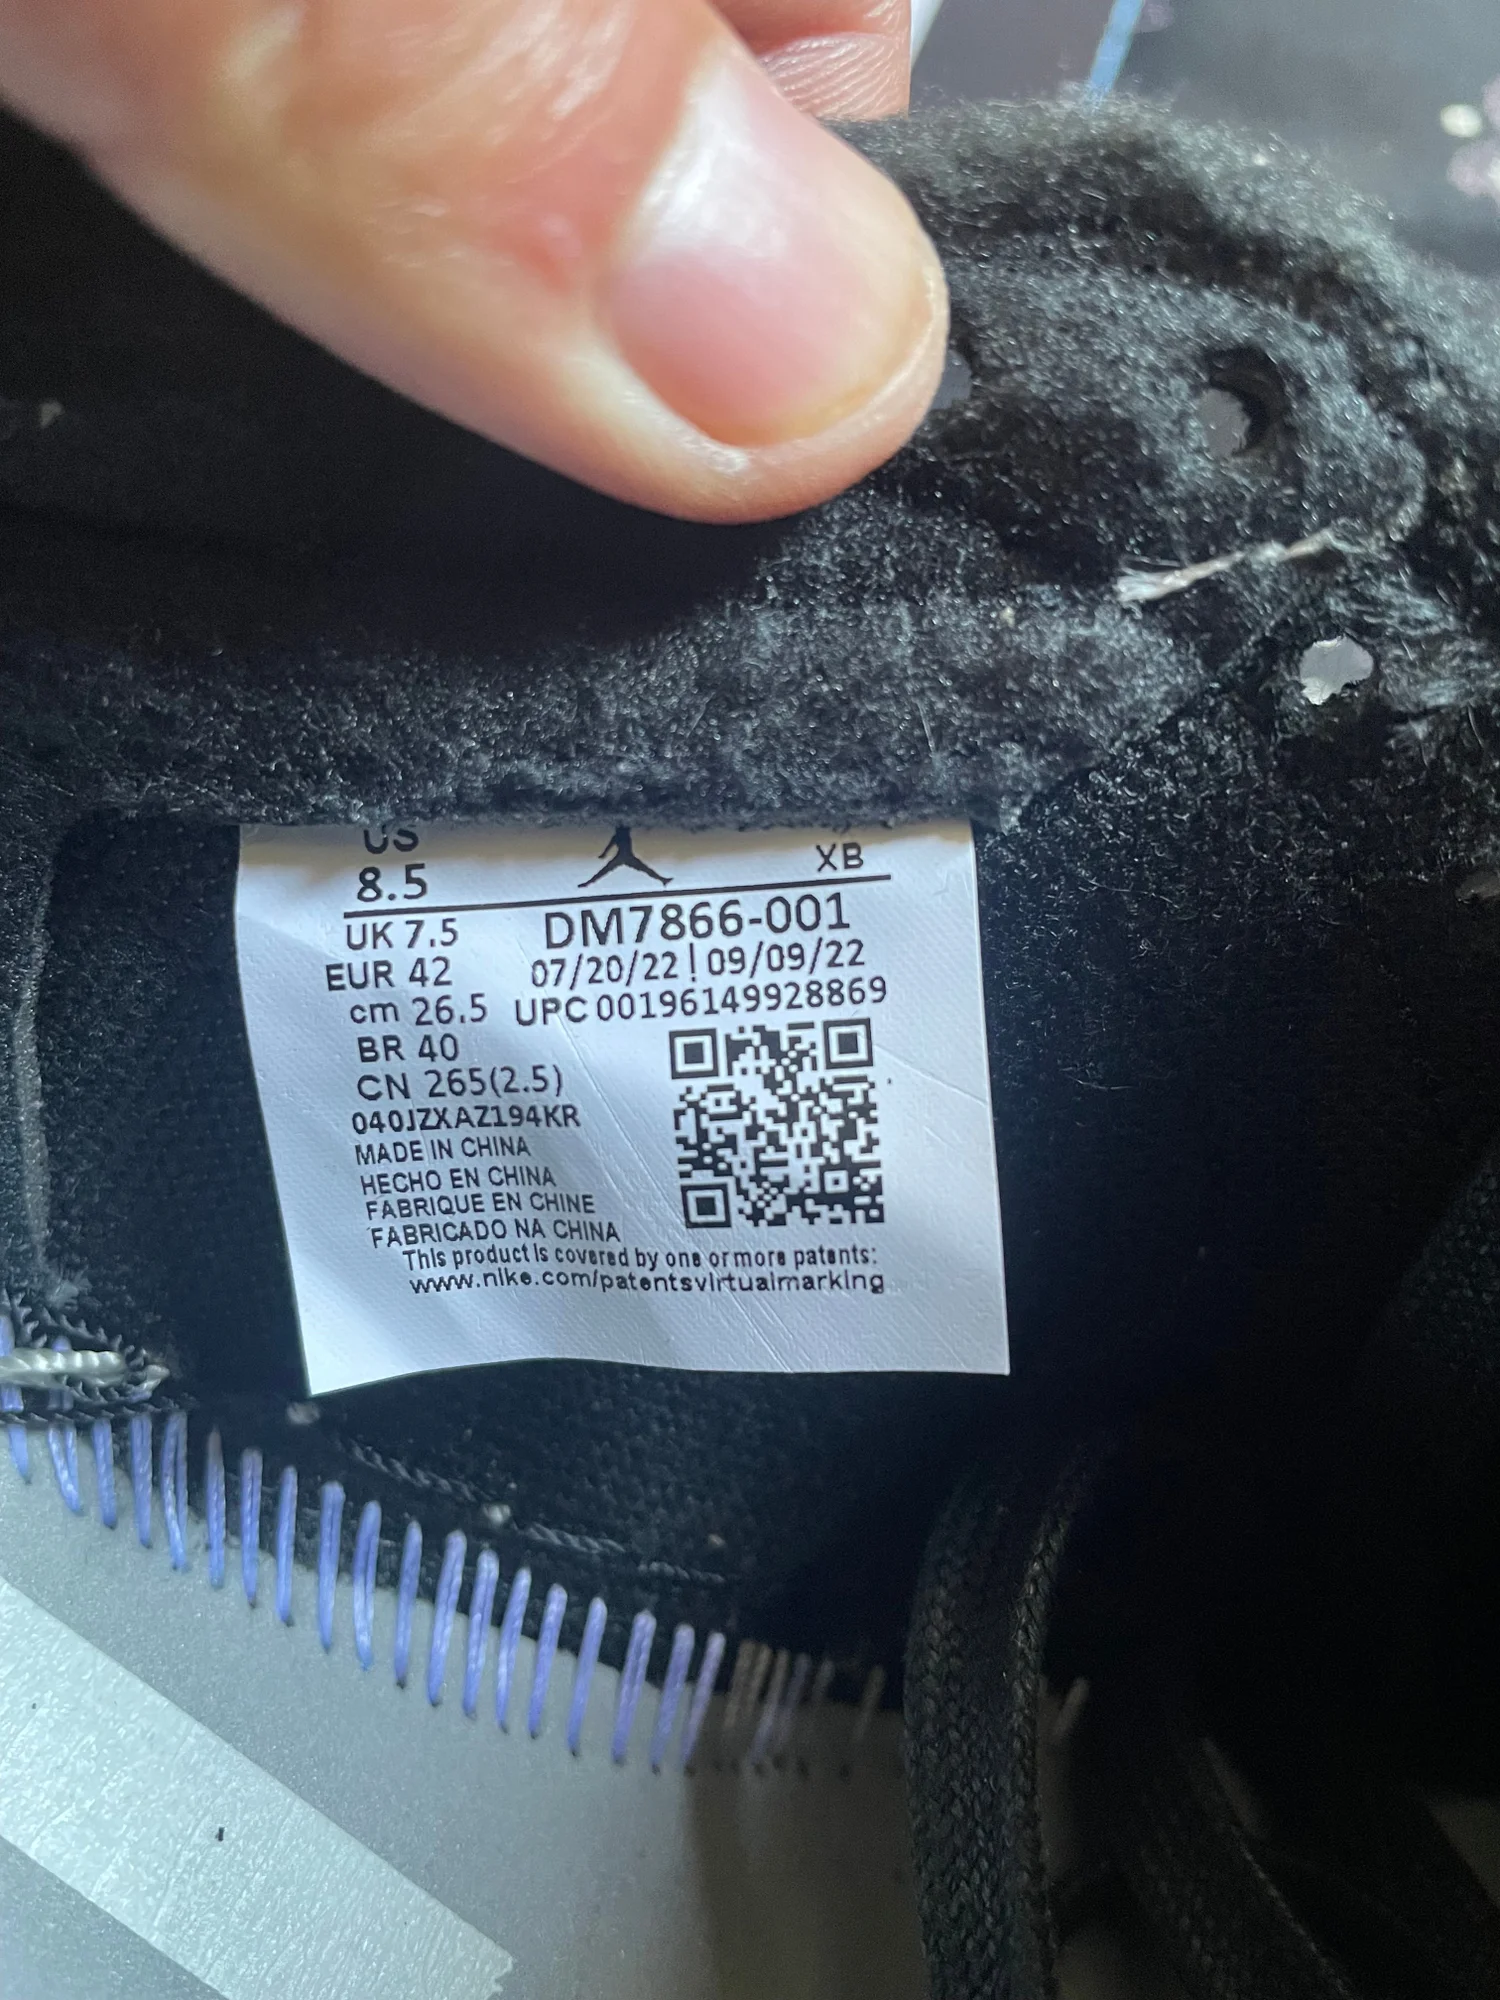 US
8.5
XB
UK 7.5
DM7866-001
EUR 42
07/20/22 | 09/09/22
cm 26.5
UPC 00196149928869
BR 40
CN 265(2.5)
040JZXAZ194KR
MADE IN CHINA
HECHO EN CHINA
FABRIQUE EN CHINE
FABRICADO NA CHINA
This product is covered by one or more patents:
www.nike.com/patentsvirtualmarking